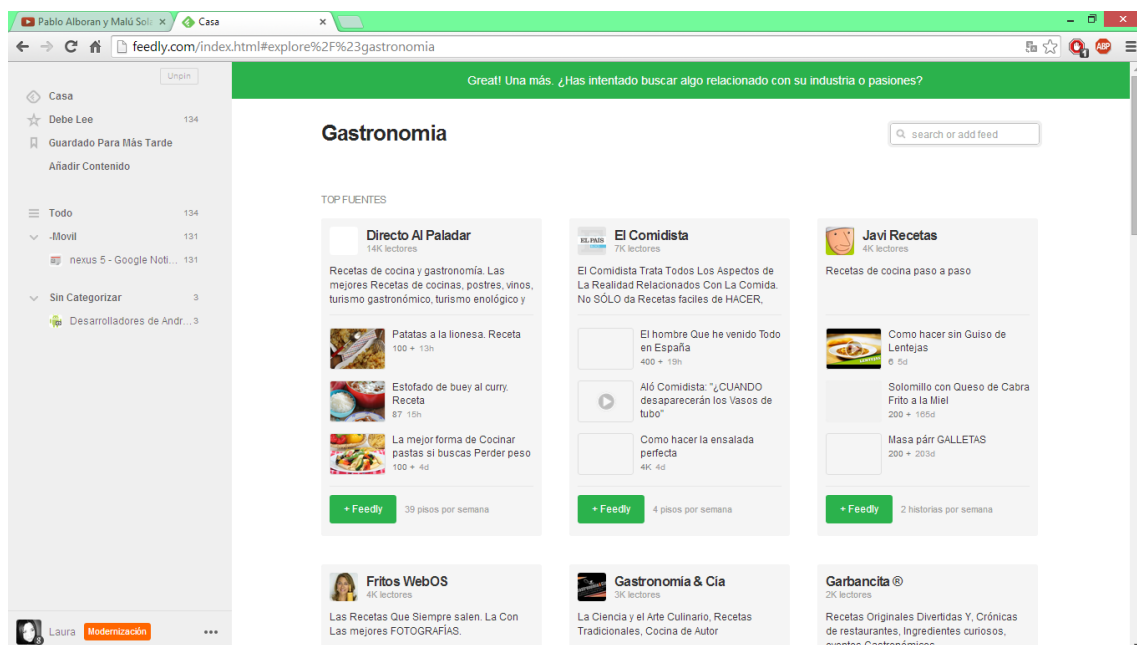 Pablo Alboran y Malú Sol
Casa
feedly.com/index.html#explore%2F%23gastronomia
ABP
Unpin
Casa
Debe Lee 134
Guardado Para Más Tarde
Añadir Contenido
Todo 134
-Movil 131
nexus 5 - Google Noti... 131
Sin Categorizar 3
Desarrolladores de Andr... 3
Laura Modernización
Great! Una más. ¿Has intentado buscar algo relacionado con su industria o pasiones?
Gastronomia
search or add feed
TOP FUENTES
Directo Al Paladar
14K lectores
Recetas de cocina y gastronomía. Las
mejores Recetas de cocinas, postres, vinos,
turismo gastronómico, turismo enológico y
Patatas a la lionesa. Receta
100 + 13h
Estofado de buey al curry.
Receta
87 15h
La mejor forma de Cocinar
pastas si buscas Perder peso
100 + 4d
+ Feedly 39 pisos por semana
EL PAIS
El Comidista
7K lectores
El Comidista Trata Todos Los Aspectos de
La Realidad Relacionados Con La Comida.
No SÓLO da Recetas faciles de HACER,
El hombre Que he venido Todo
en España
400 + 19h
Aló Comidista: "¿CUANDO
desaparecerán los Vasos de
tubo"
Como hacer la ensalada
perfecta
4K 4d
+ Feedly 4 pisos por semana
Javi Recetas
4K lectores
Recetas de cocina paso a paso
Como hacer sin Guiso de
Lentejas
6 5d
Solomillo con Queso de Cabra
Frito a la Miel
200 + 165d
Masa párr GALLETAS
200 + 203d
+ Feedly 2 historias por semana
Fritos WebOS
4K lectores
Las Recetas Que Siempre salen. La Con
Las mejores FOTOGRAFÍAS.
Gastronomía & Cía
3K lectores
La Ciencia y el Arte Culinario, Recetas
Tradicionales, Cocina de Autor
Garbancita ®
2K lectores
Recetas Originales Divertidas Y, Crónicas
de restaurantes, Ingredientes curiosos,
eventos Gastronómicos